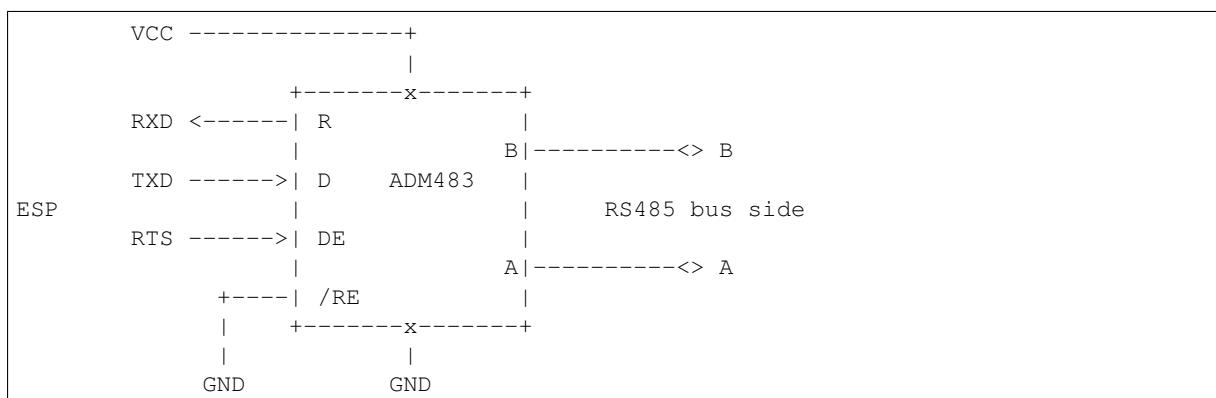 VCC ---------------+
|
+-------x-------+
RXD <------| R |
| B|----------<> B
TXD ------>| D ADM483 |
ESP | | RS485 bus side
RTS ------>| DE |
| A|----------<> A
+----| /RE |
| +-------x-------+
| |
GND GND